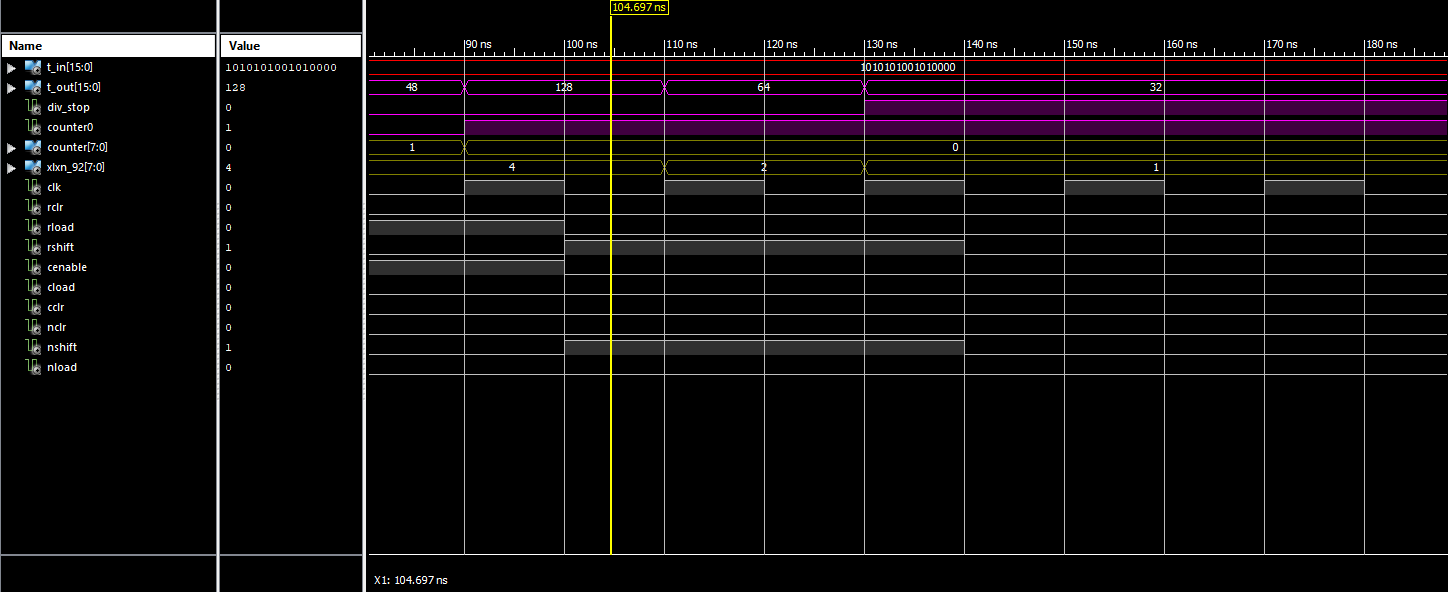 104.697 ns
Name Value 90 ns 100 ns 110 ns 120 ns 130 ns 140 ns 150 ns 160 ns 170 ns 180 ns
t_in[15:0] 1010101001010000 1010101001010000
t_out[15:0] 128 48 128 64 32
div_stop 0
counter0 1
counter[7:0] 0 1 0
xlxn_92[7:0] 4 4 2 1
clk 0
rclr 0
rload 0
rshift 1
cenable 0
cload 0
cclr 0
nclr 0
nshift 1
nload 0
X1: 104.697 ns